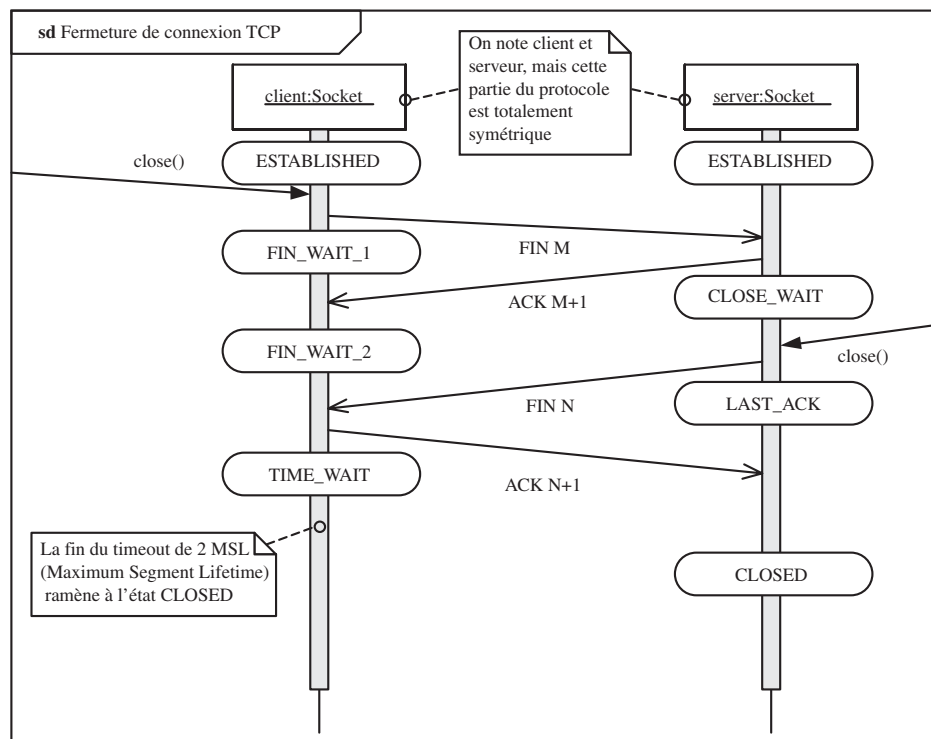 sd Fermeture de connexion TCP
On note client et
serveur, mais cette
partie du protocole
est totalement
symétrique
client:Socket
server:Socket
close()
ESTABLISHED
ESTABLISHED
FIN M
FIN_WAIT_1
ACK M+1
CLOSE_WAIT
FIN_WAIT_2
close()
FIN N
LAST_ACK
TIME_WAIT
ACK N+1
La fin du timeout de 2 MSL
(Maximum Segment Lifetime)
ramène à l'état CLOSED
CLOSED